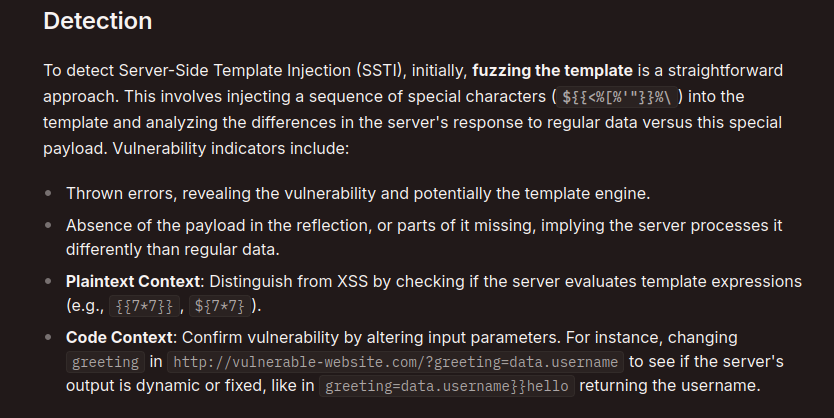 Detection
To detect Server-Side Template Injection (SSTI), initially, fuzzing the template is a straightforward
approach. This involves injecting a sequence of special characters ( ${{<%[%'"}}%\ ) into the
template and analyzing the differences in the server's response to regular data versus this special
payload. Vulnerability indicators include:
• Thrown errors, revealing the vulnerability and potentially the template engine.
• Absence of the payload in the reflection, or parts of it missing, implying the server processes it
differently than regular data.
• Plaintext Context: Distinguish from XSS by checking if the server evaluates template expressions
(e.g., {{7*7}} , ${7*7} ).
• Code Context: Confirm vulnerability by altering input parameters. For instance, changing
greeting in http://vulnerable-website.com/?greeting=data.username to see if the server's
output is dynamic or fixed, like in greeting=data.username}}hello returning the username.